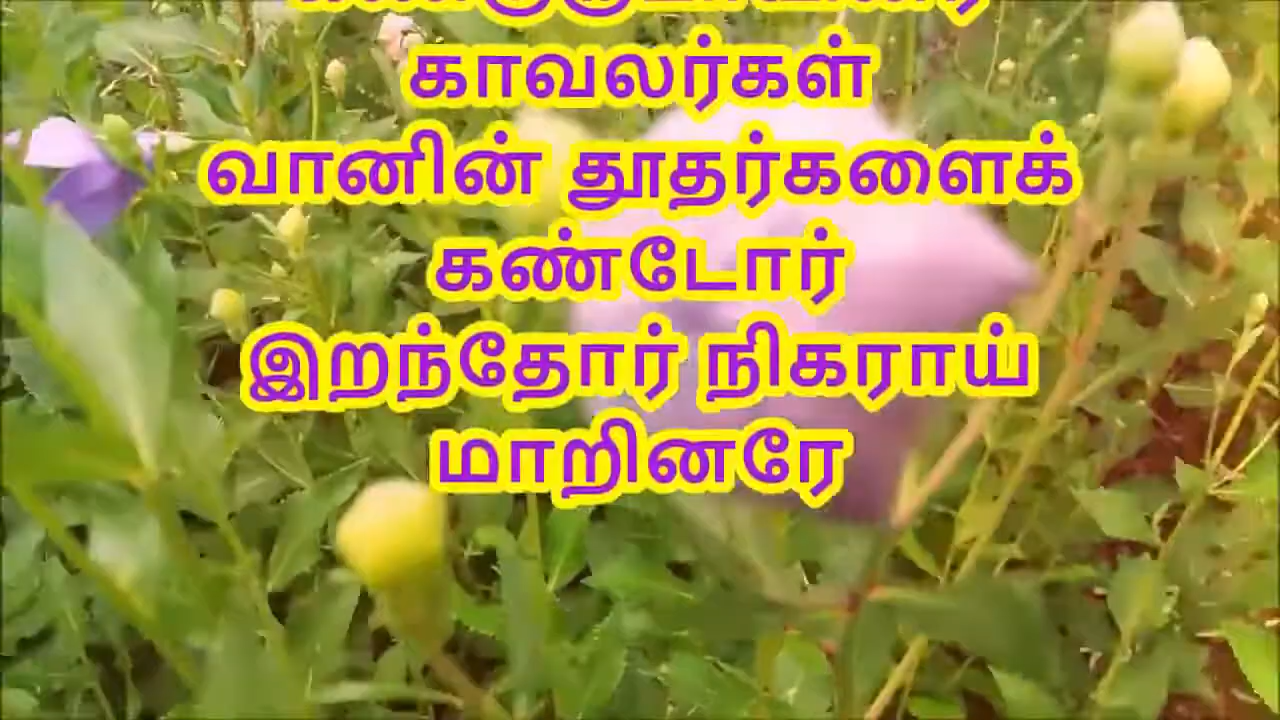 காவலர்கள்
வானின் தூதர்களைக்
கண்டோர்
இறந்தோர் நிகராய்
மாறினரே